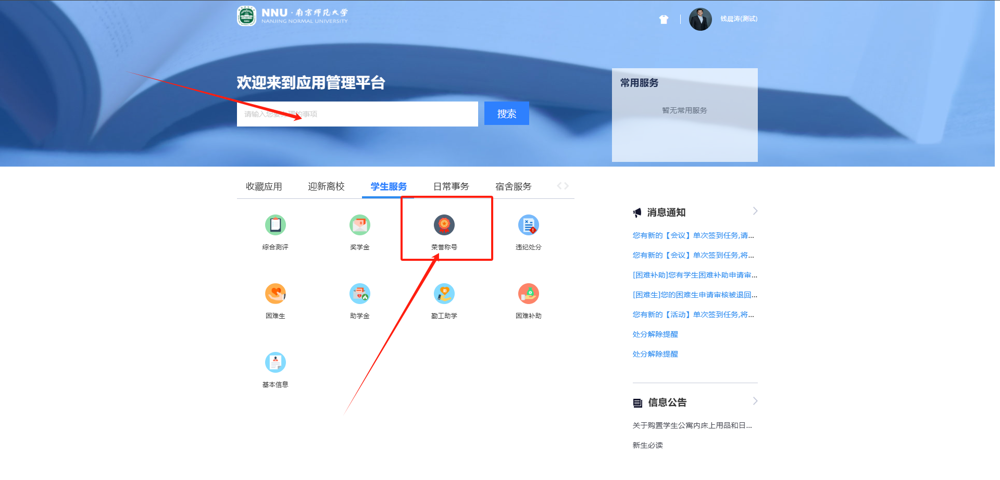 NNU·南京师范大学
NANJING NORMAL UNIVERSITY
钱晨涛(测试)
欢迎来到应用管理平台
请输入您要办理的事项
搜索
常用服务
暂无常用服务
收藏应用
迎新离校
学生服务
日常事务
宿舍服务
综合测评
奖学金
荣誉称号
违纪处分
困难生
助学金
勤工助学
困难补助
基本信息
消息通知
您有新的【会议】单次签到任务,请...
您有新的【会议】单次签到任务,将...
[困难补助]您有学生困难补助申请审...
[困难生]您的困难生申请审核被退回...
您有新的【活动】单次签到任务,将...
处分解除提醒
处分解除提醒
信息公告
关于购置学生公寓内床上用品和日...
新生必读